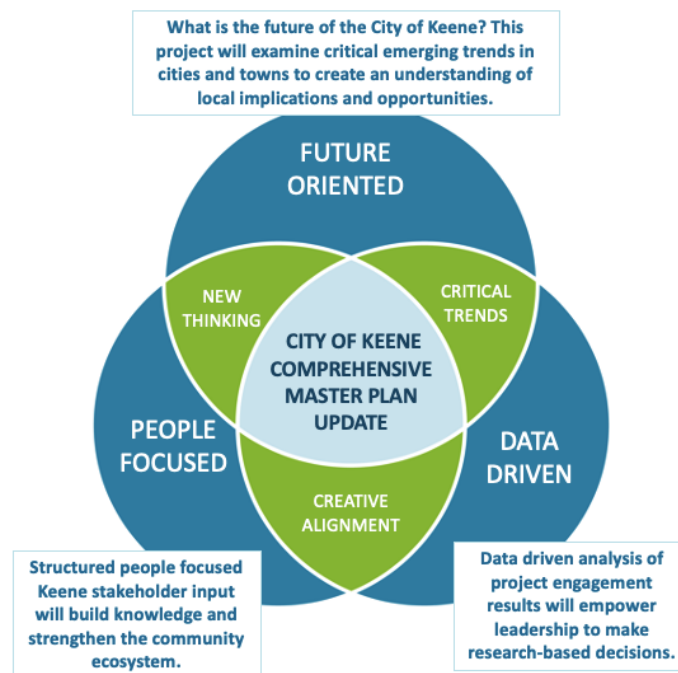 What is the future of the City of Keene? This
project will examine critical emerging trends in
cities and towns to create an understanding of
local implications and opportunities.
FUTURE
ORIENTED
NEW
THINKING
CRITICAL
TRENDS
CITY OF KEENE
COMPREHENSIVE
MASTER PLAN
UPDATE
PEOPLE
FOCUSED
DATA
DRIVEN
CREATIVE
ALIGNMENT
Structured people focused
Keene stakeholder input
will build knowledge and
strengthen the community
ecosystem.
Data driven analysis of
project engagement
results will empower
leadership to make
research-based decisions.